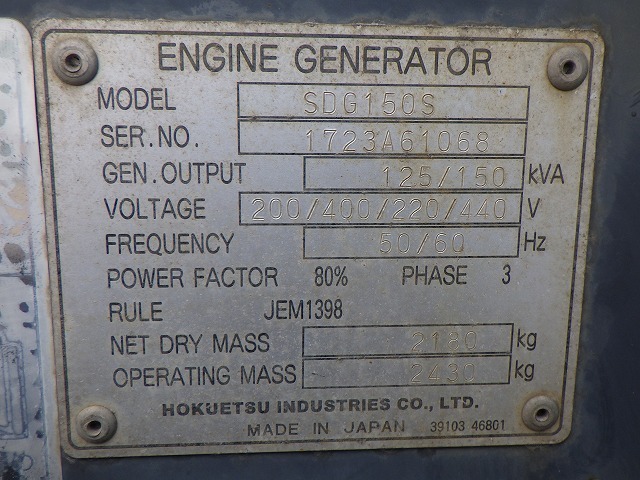 ENGINE GENERATOR
MODEL SDG150S
SER.NO. 1723A61068
GEN.OUTPUT 125/150 kVA
VOLTAGE 200/400/220/440 V
FREQUENCY 50/60 Hz
POWER FACTOR 80% PHASE 3
RULE JEM1398
NET DRY MASS 2180 kg
OPERATING MASS 2430 kg
HOKUETSU INDUSTRIES CO., LTD.
MADE IN JAPAN 39103 46801